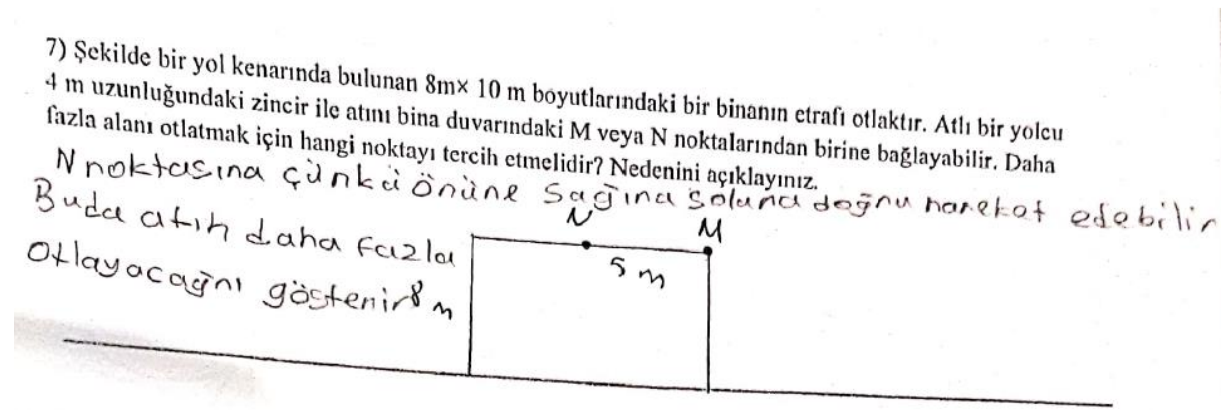 7) Şekilde bir yol kenarında bulunan 8m× 10 m boyutlarındaki bir binanın etrafı otlaktır. Atlı bir yolcu
4 m uzunluğundaki zincir ile atını bina duvarındaki M veya N noktalarından birine bağlayabilir. Daha
fazla alanı otlatmak için hangi noktayı tercih etmelidir? Nedenini açıklayınız.
N noktasına çünkü önüne sağına soluna doğru hareket edebilir
Buda atın daha fazla
Otlayacağını gösterir
N
M
5 m
8 m